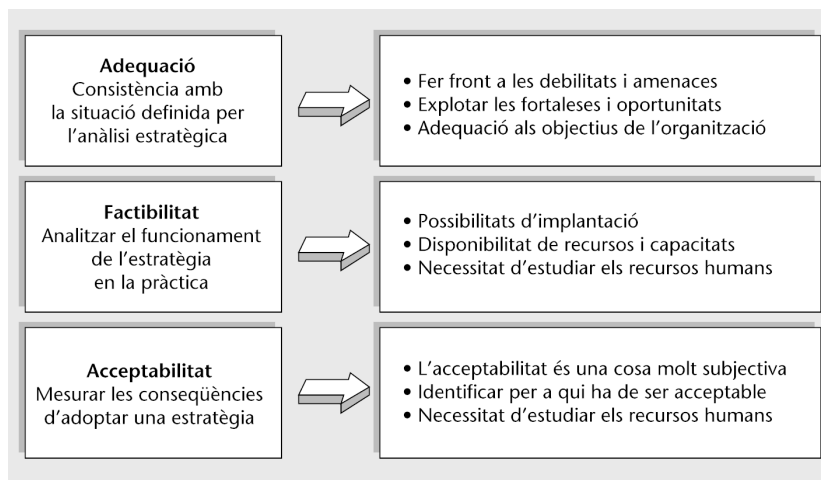 Adequació
Consistència amb
la situació definida per
l'anàlisi estratègica
• Fer front a les debilitats i amenaces
• Explotar les fortaleses i oportunitats
• Adequació als objectius de l'organització
Factibilitat
Analitzar el funcionament
de l'estratègia
en la pràctica
• Possibilitats d'implantació
• Disponibilitat de recursos i capacitats
• Necessitat d'estudiar els recursos humans
Acceptabilitat
Mesurar les conseqüències
d'adoptar una estratègia
• L'acceptabilitat és una cosa molt subjectiva
• Identificar per a qui ha de ser acceptable
• Necessitat d'estudiar els recursos humans